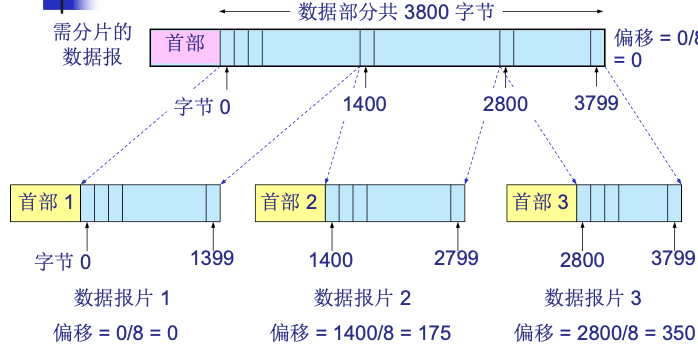 数据部分共 3800 字节
需分片的
数据报
首部
偏移 = 0/8
= 0
字节 0
1400
2800
3799
首部 1
首部 2
首部 3
字节 0
1399
1400
2799
2800
3799
数据报片 1
数据报片 2
数据报片 3
偏移 = 0/8 = 0
偏移 = 1400/8 = 175
偏移 = 2800/8 = 350